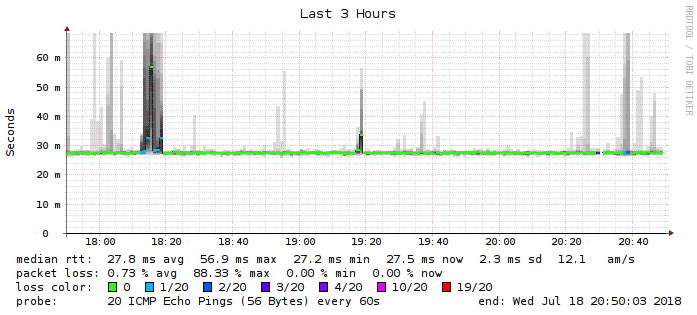 Last 3 Hours
RRDTOOL / TOBI OETIKER
Seconds
60 m
50 m
40 m
30 m
20 m
10 m
0
18:00 18:20 18:40 19:00 19:20 19:40 20:00 20:20 20:40
median rtt: 27.8 ms avg 56.9 ms max 27.2 ms min 27.5 ms now 2.3 ms sd 12.1 am/s
packet loss: 0.73 % avg 88.33 % max 0.00 % min 0.00 % now
loss color: 0 1/20 2/20 3/20 4/20 10/20 19/20
probe: 20 ICMP Echo Pings (56 Bytes) every 60s end: Wed Jul 18 20:50:03 2018